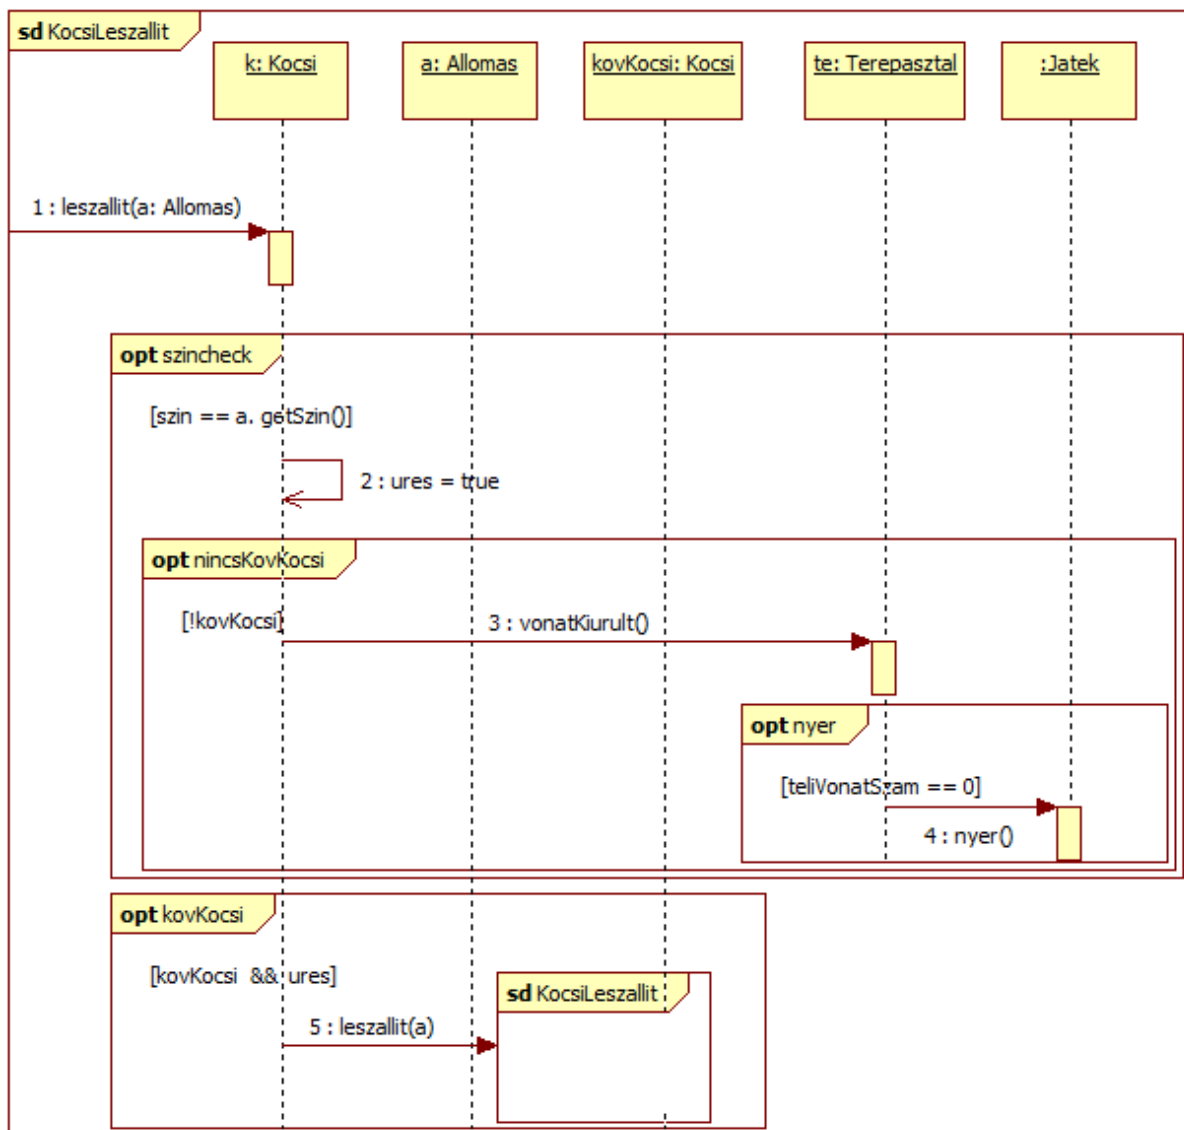 sd KocsiLeszallit
k: Kocsi
a: Allomas
kovKocsi: Kocsi
te: Terepasztal
:Jatek
1 : leszallit(a: Allomas)
opt szincheck
[szin == a. getSzin()]
2 : ures = true
opt nincsKovKocsi
[!kovKocsi]
3 : vonatKiurult()
opt nyer
[teliVonatSzam == 0]
4 : nyer()
opt kovKocsi
[kovKocsi && ures]
sd KocsiLeszallit
5 : leszallit(a)